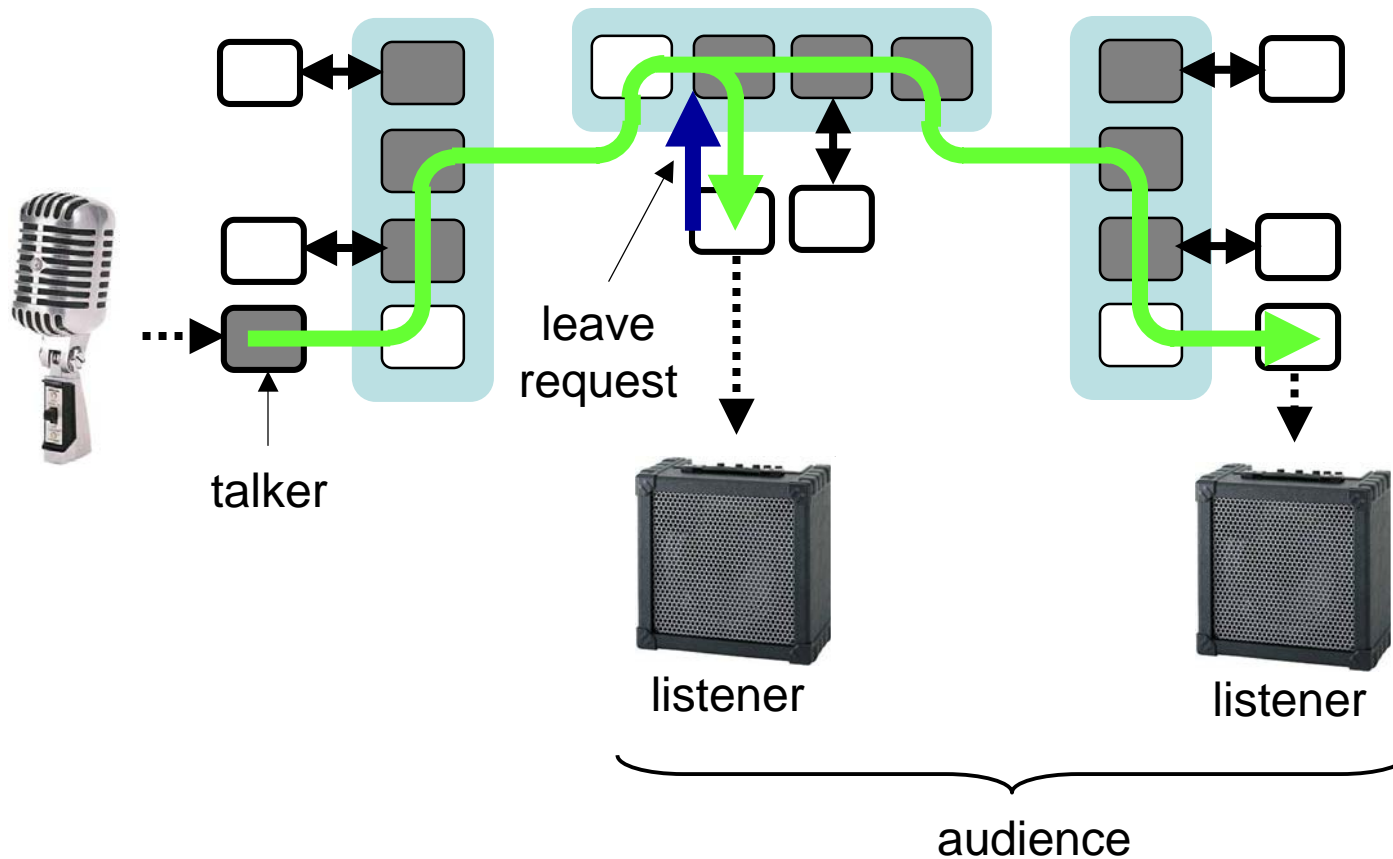 leave
request
talker
listener
listener
audience